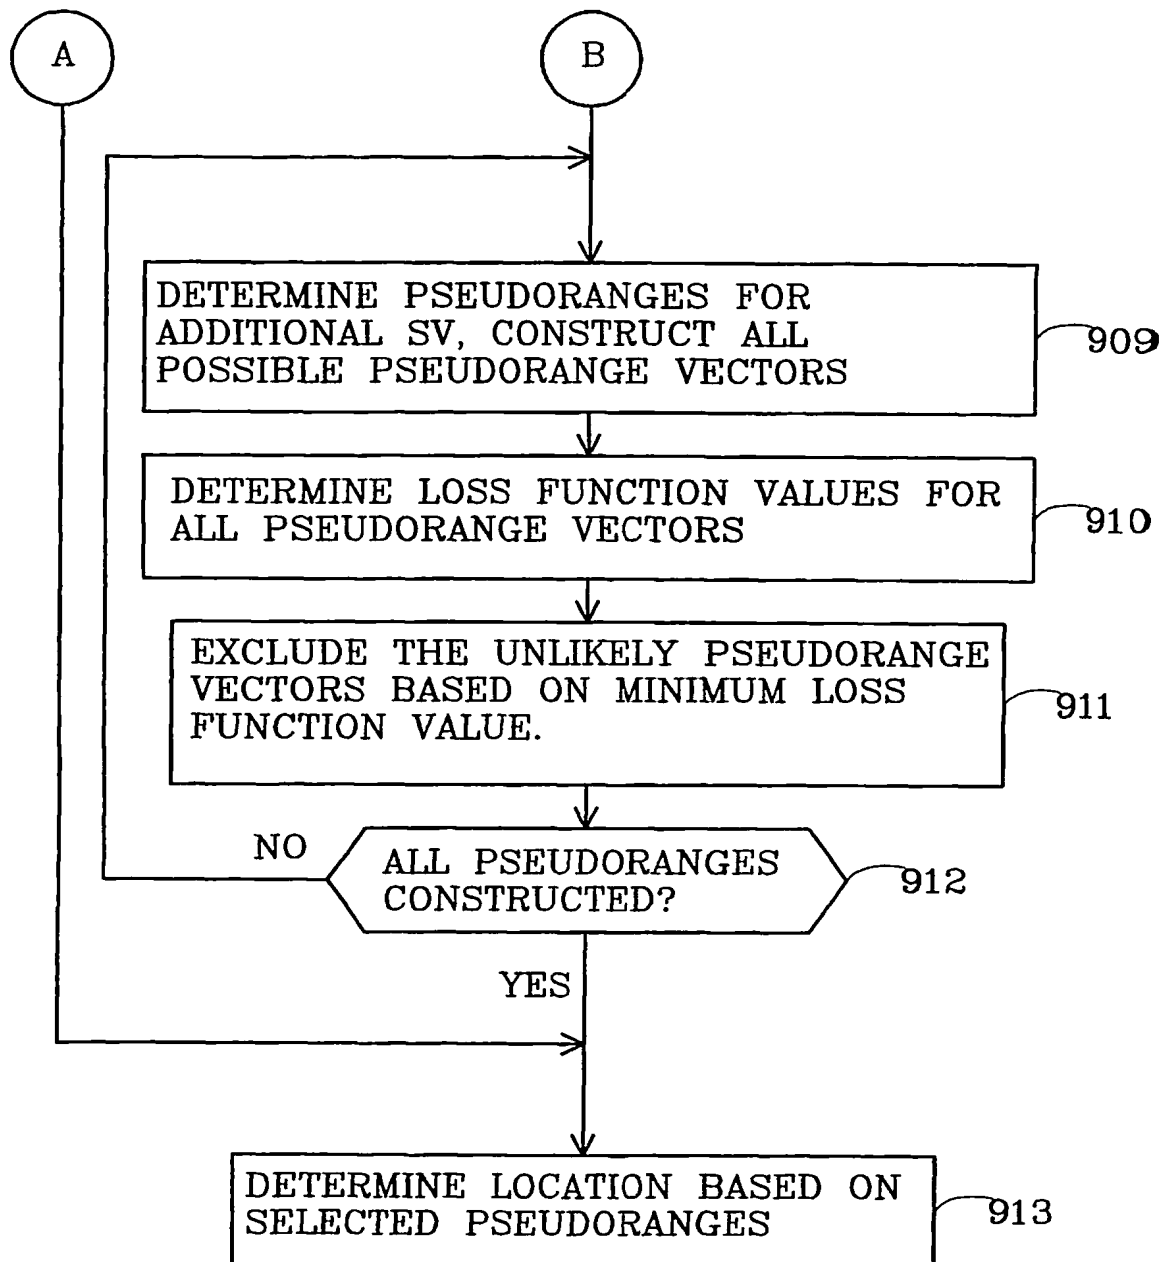 A
B
DETERMINE PSEUDORANGES FOR
ADDITIONAL SV, CONSTRUCT ALL
POSSIBLE PSEUDORANGE VECTORS
909
DETERMINE LOSS FUNCTION VALUES FOR
ALL PSEUDORANGE VECTORS
910
EXCLUDE THE UNLIKELY PSEUDORANGE
VECTORS BASED ON MINIMUM LOSS
FUNCTION VALUE.
911
NO
ALL PSEUDORANGES
CONSTRUCTED?
912
YES
DETERMINE LOCATION BASED ON
SELECTED PSEUDORANGES
913